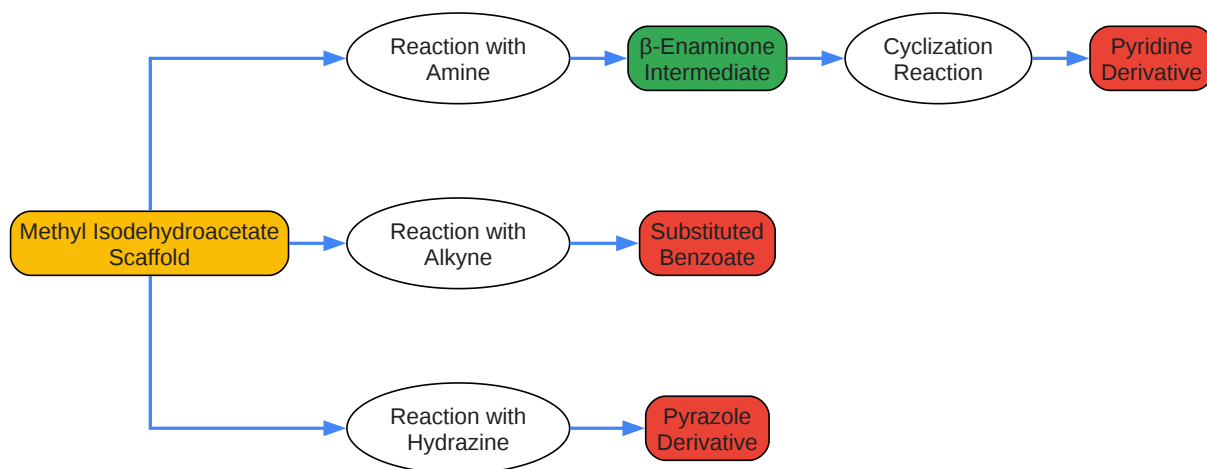 Reaction with
Amine
β-Enaminone
Intermediate
Cyclization
Reaction
Pyridine
Derivative
Methyl Isodehydroacetate
Scaffold
Reaction with
Alkyne
Substituted
Benzoate
Reaction with
Hydrazine
Pyrazole
Derivative